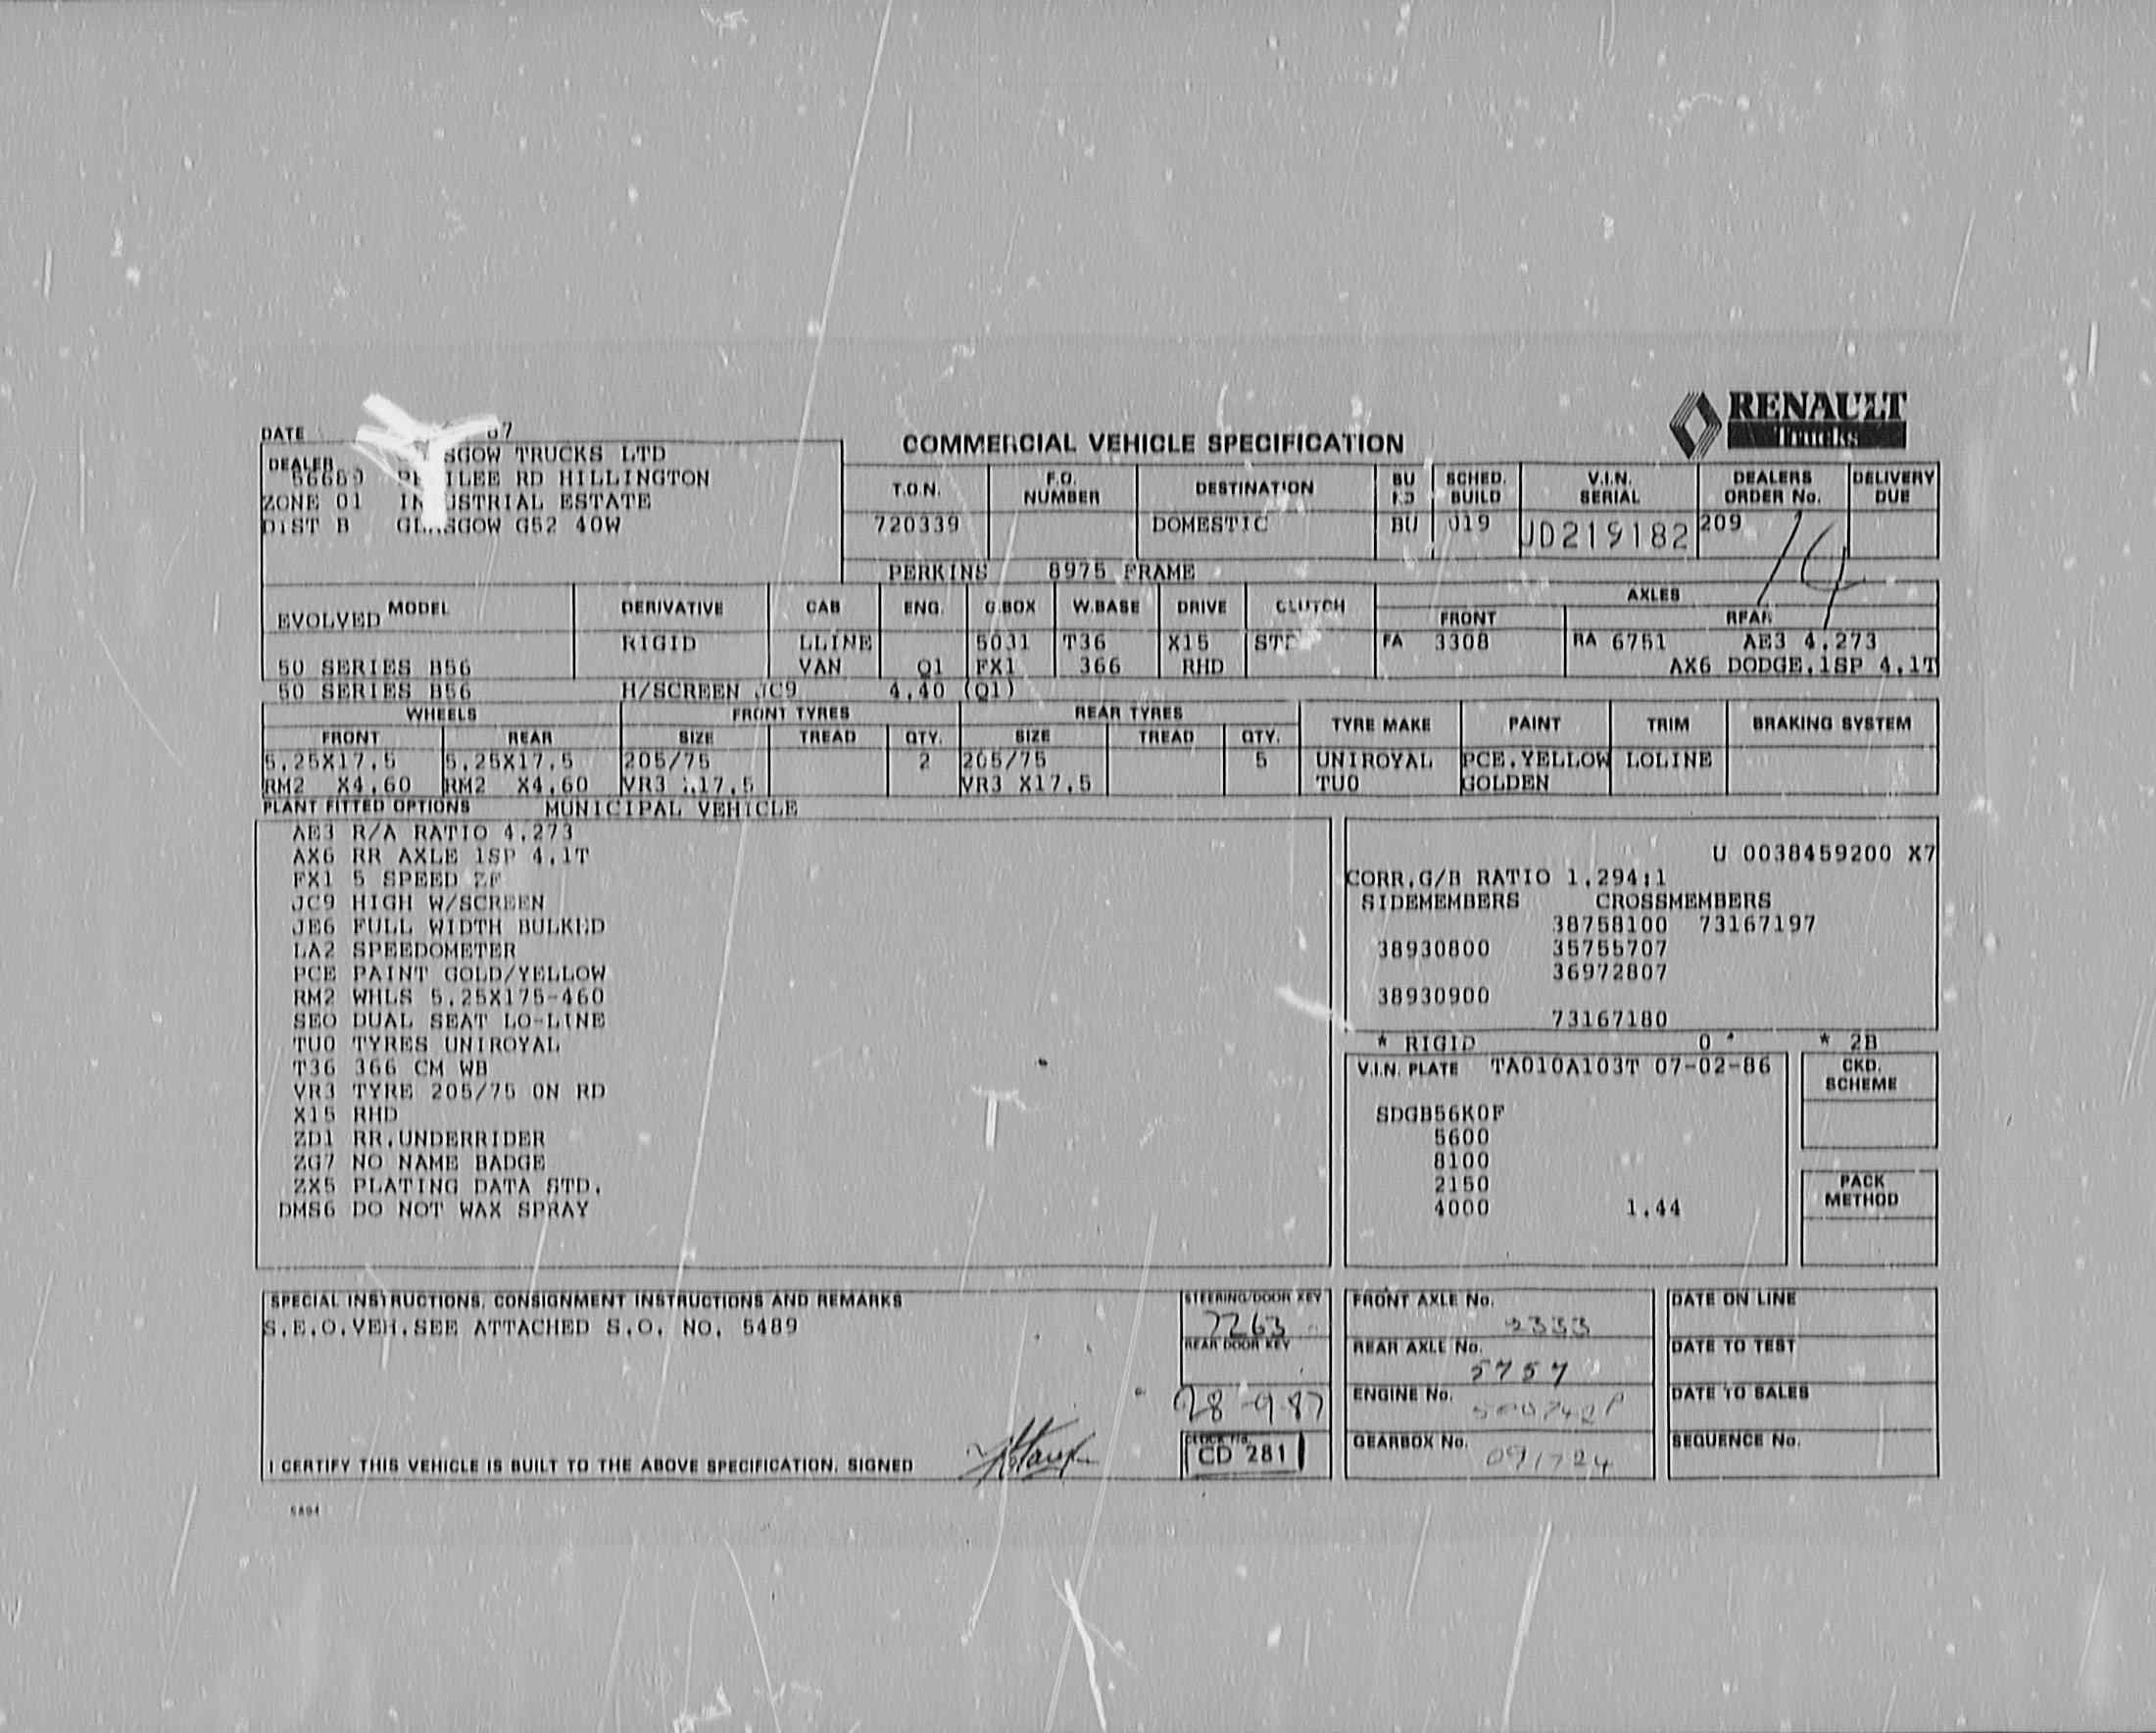 RENAULT
Trucks
COMMERCIAL VEHICLE SPECIFICATION
DATE 87
DEALER TRUCKS LTD
RD HILLINGTON
ZONE 01 ESTATE
DIST B G52
T.O.N. F.O. NUMBER DESTINATION SCHED. BUILD V.I.N. SERIAL DEALERS ORDER No. DELIVERY DUE
720339 DOMESTIC BU 019 JD219182 209
PERKINS 8975 FRAME
MODEL DERIVATIVE CAB ENG. G.BOX W.BASE DRIVE CLUTCH AXLES
EVOLVED FRONT REAR
RIGID LLINE 5031 T36 X15 FA 3308 RA 6751 AE3 4.273
50 SERIES B56 VAN Q1 FX1 366 RHD AX6 DODGE.1SP 4.1T
50 SERIES B56 H/SCREEN JC9 4.40 (Q1)
WHEELS FRONT TYRES REAR TYRES TYRE MAKE PAINT TRIM BRAKING SYSTEM
FRONT REAR SIZE TREAD QTY. SIZE TREAD QTY.
5.25X17.5 5.25X17.5 205/75 2 205/75 5 UNIROYAL PCE.YELLOW LOLINE
RM2 X4.60 RM2 X4.60 VR3 X17.5 VR3 X17.5 TU0 GOLDEN
PLANT FITTED OPTIONS MUNICIPAL VEHICLE
AE3 R/A RATIO 4.273
AX6 RR AXLE 1SP 4.1T
FX1 5 SPEED ZF
JC9 HIGH W/SCREEN
JE6 FULL WIDTH BULKED
LA2 SPEEDOMETER
PCE PAINT GOLD/YELLOW
RM2 WHLS 5.25X175-460
SE0 DUAL SEAT LO-LINE
TU0 TYRES UNIROYAL
T36 366 CM WB
VR3 TYRE 205/75 ON RD
X15 RHD
ZD1 RR.UNDERRIDER
ZG7 NO NAME BADGE
ZX5 PLATING DATA STD.
DMS6 DO NOT WAX SPRAY
U 0038459200 X7
CORR.G/B RATIO 1.294:1
SIDEMEMBERS CROSSMEMBERS
38758100 73167197
38930800 35755707
36972807
38930900
73167180
* RIGID 0 * * 2B
V.I.N. PLATE TA010A103T 07-02-86
SDGB56K0F
5600
8100
2150
4000 1.44
CKD. SCHEME
PACK METHOD
SPECIAL INSTRUCTIONS, CONSIGNMENT INSTRUCTIONS AND REMARKS
S.E.O.VEH.SEE ATTACHED S.O. NO. 5489
I CERTIFY THIS VEHICLE IS BUILT TO THE ABOVE SPECIFICATION. SIGNED
STEERING/DOOR KEY
7263
REAR DOOR KEY
28-9-87
CLOCK No.
CD 281
FRONT AXLE No.
2333
REAR AXLE No.
5757
ENGINE No.
GEARBOX No.
091724
DATE ON LINE
DATE TO TEST
DATE TO SALES
SEQUENCE No.